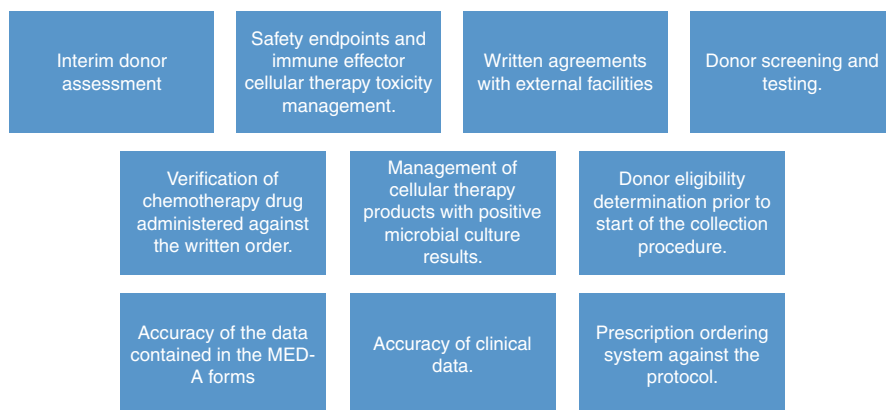 Interim donor
assessment
Safety endpoints and
immune effector
cellular therapy toxicity
management.
Written agreements
with external facilities
Donor screening and
testing.
Verification of
chemotherapy drug
administered against
the written order.
Management of
cellular therapy
products with positive
microbial culture
results.
Donor eligibility
determination prior to
start of the collection
procedure.
Accuracy of the data
contained in the MED-
A forms
Accuracy of clinical
data.
Prescription ordering
system against the
protocol.